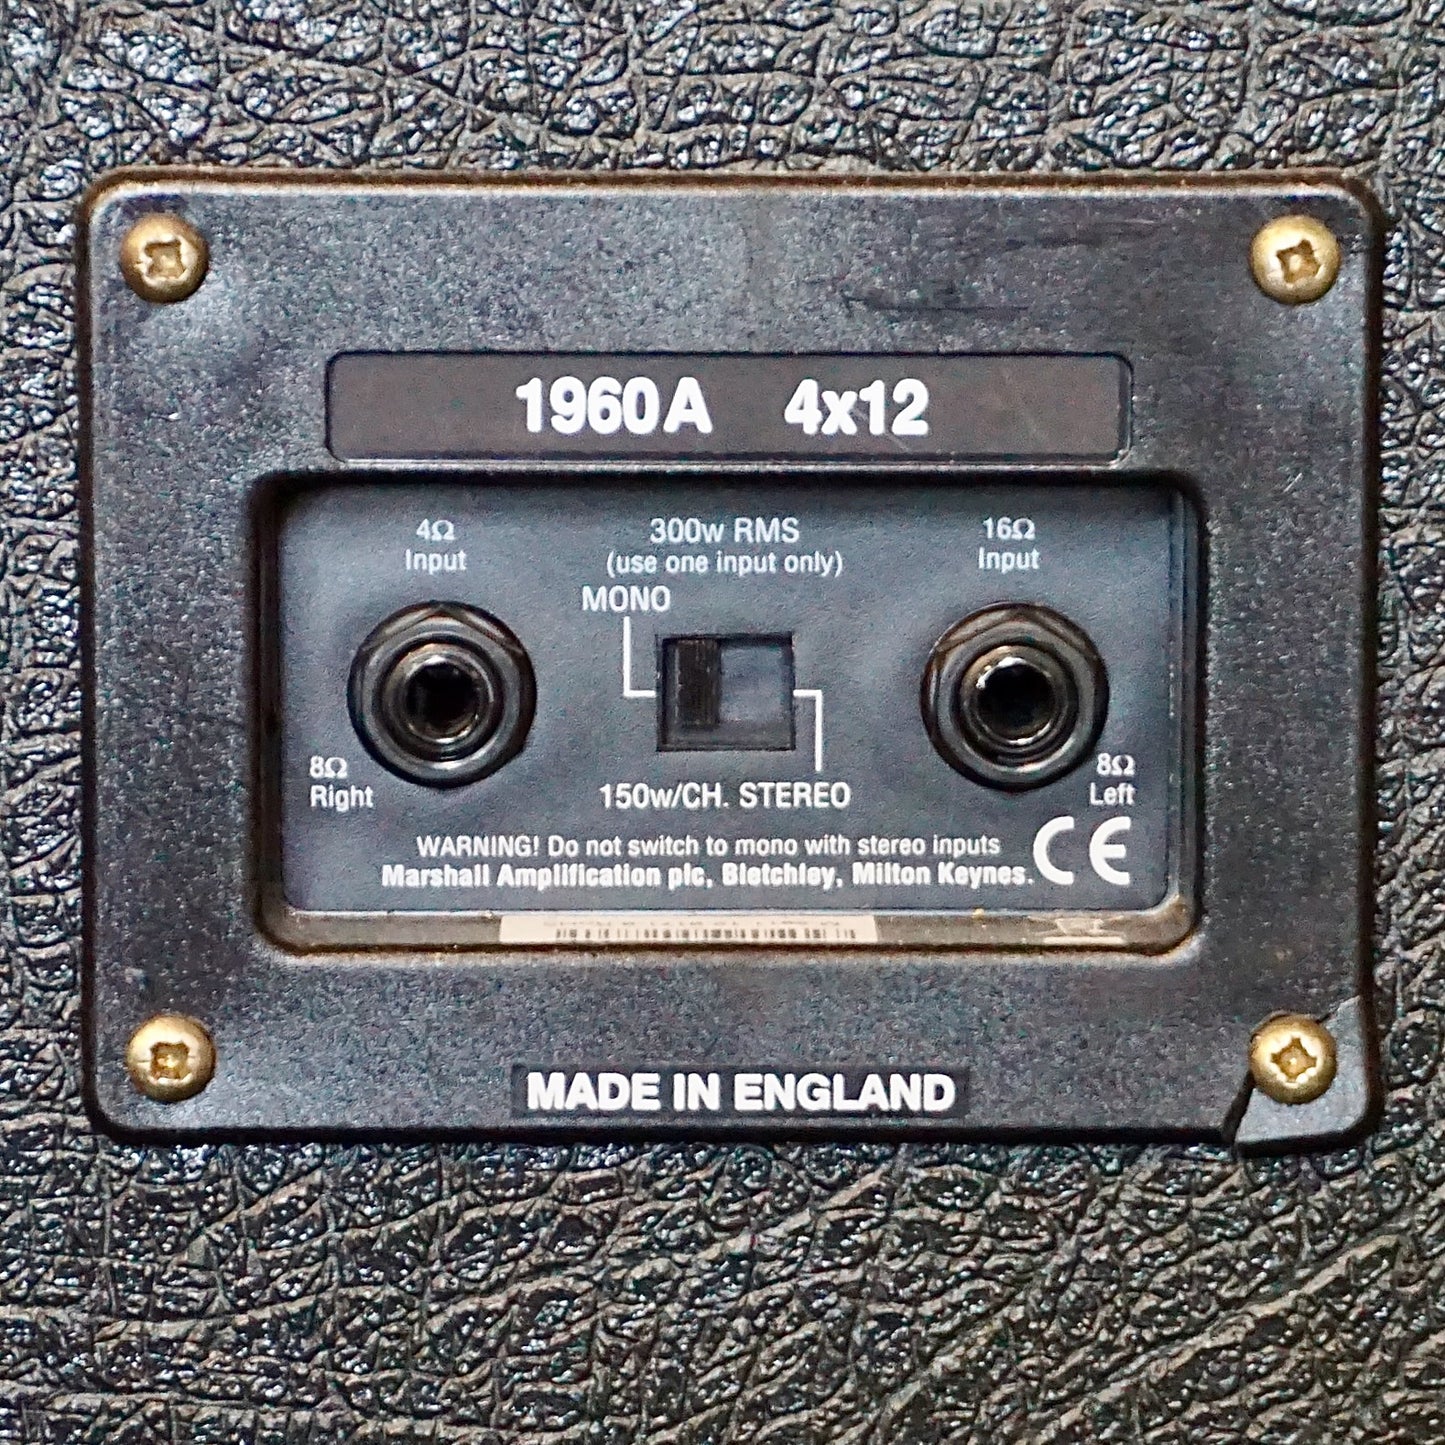 1960A 4x12
4Ω
Input
300w RMS
(use one input only)
16Ω
Input
MONO
8Ω
Right
8Ω
Left
150w/CH. STEREO
WARNING! Do not switch to mono with stereo inputs
Marshall Amplification plc, Bletchley, Milton Keynes.
CE
MADE IN ENGLAND